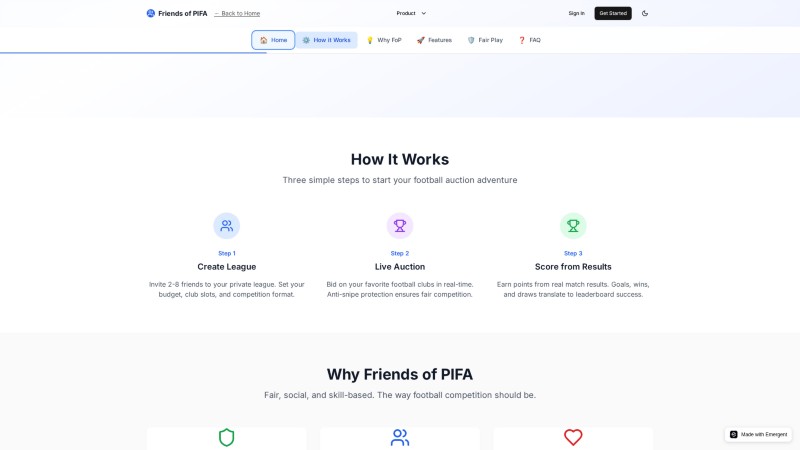 Friends of PIFA
← Back to Home
Product
Sign In
Get Started
Home
How it Works
Why FoP
Features
Fair Play
FAQ
How It Works
Three simple steps to start your football auction adventure
Step 1
Create League
Invite 2-8 friends to your private league. Set your
budget, club slots, and competition format.
Step 2
Live Auction
Bid on your favorite football clubs in real-time.
Anti-snipe protection ensures fair competition.
Step 3
Score from Results
Earn points from real match results. Goals, wins,
and draws translate to leaderboard success.
Why Friends of PIFA
Fair, social, and skill-based. The way football competition should be.
Made with Emergent